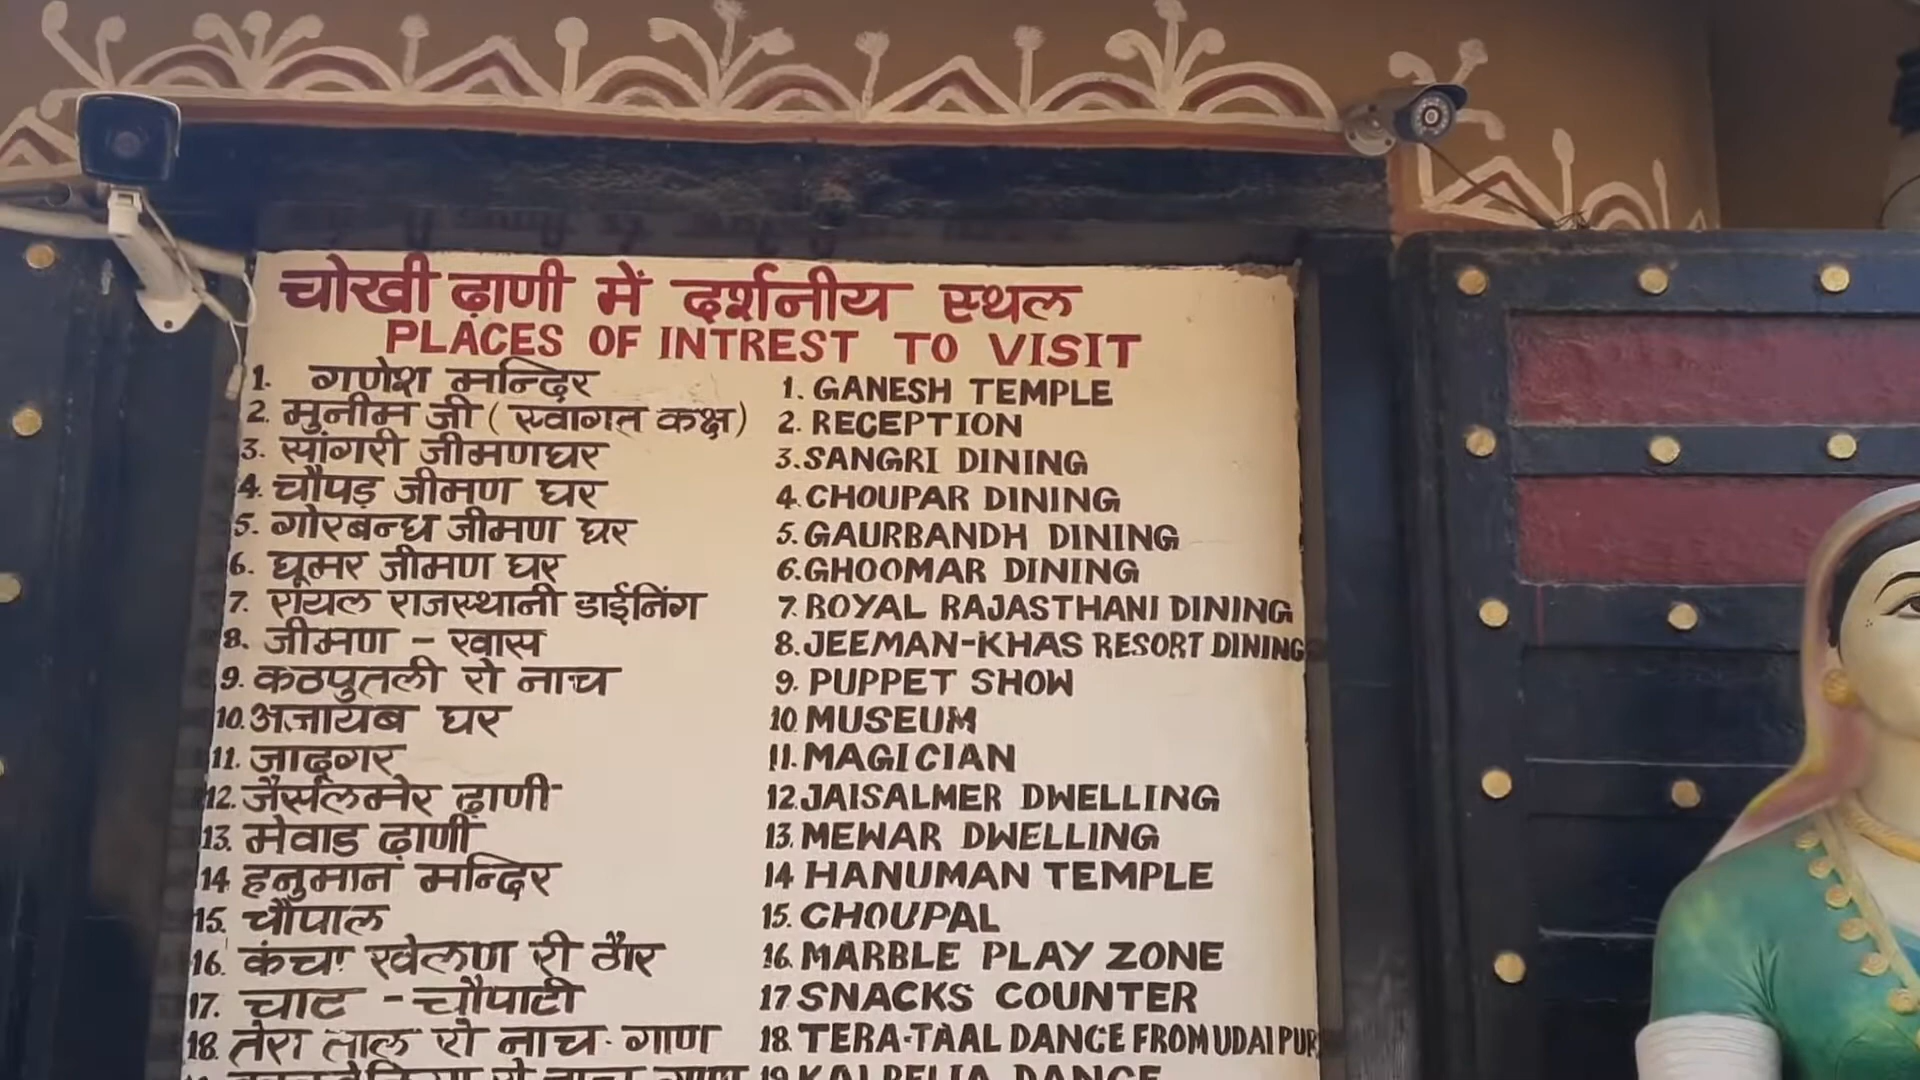 चोखी ढ़ाणी में दर्शनीय स्थल
PLACES OF INTREST TO VISIT
1. गणेश मन्दिर 1. GANESH TEMPLE
2. मुनीम जी ( स्वागत कक्ष) 2. RECEPTION
3. सांगरी जीमणघर 3. SANGRI DINING
4. चौपड़ जीमण घर 4. CHOUPAR DINING
5. गोरबन्ध जीमण घर 5. GAURBANDH DINING
6. घूमर जीमण घर 6. GHOOMAR DINING
7. रॉयल राजस्थानी डाईनिंग 7. ROYAL RAJASTHANI DINING
8. जीमण - खास 8. JEEMAN-KHAS RESORT DINING
9. कठपुतली रो नाच 9. PUPPET SHOW
10. अजायब घर 10. MUSEUM
11. जादूगर 11. MAGICIAN
12. जैसलमेर ढ़ाणी 12. JAISALMER DWELLING
13. मेवाड ढ़ाणी 13. MEWAR DWELLING
14 हनुमान मन्दिर 14 HANUMAN TEMPLE
15. चौपाल 15. CHOUPAL
16. कंचा खेलण री ठौर 16. MARBLE PLAY ZONE
17. चाट - चौपाटी 17 SNACKS COUNTER
18. तेरा ताल रो नाच-गाण 18. TERA-TAAL DANCE FROM UDAIPUR
19 KALBELIA DANCE